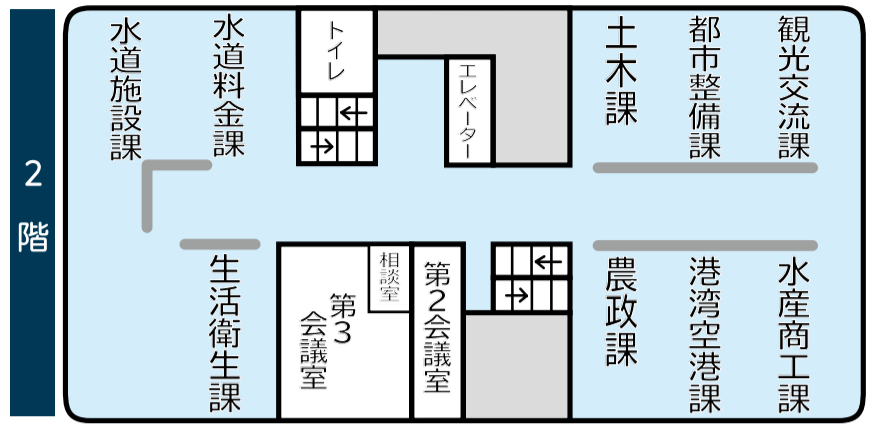 2階
水道施設課
水道料金課
トイレ
エレベーター
土木課
都市整備課
観光交流課
生活衛生課
第3
会議室
相談室
第2会議室
農政課
港湾空港課
水産商工課